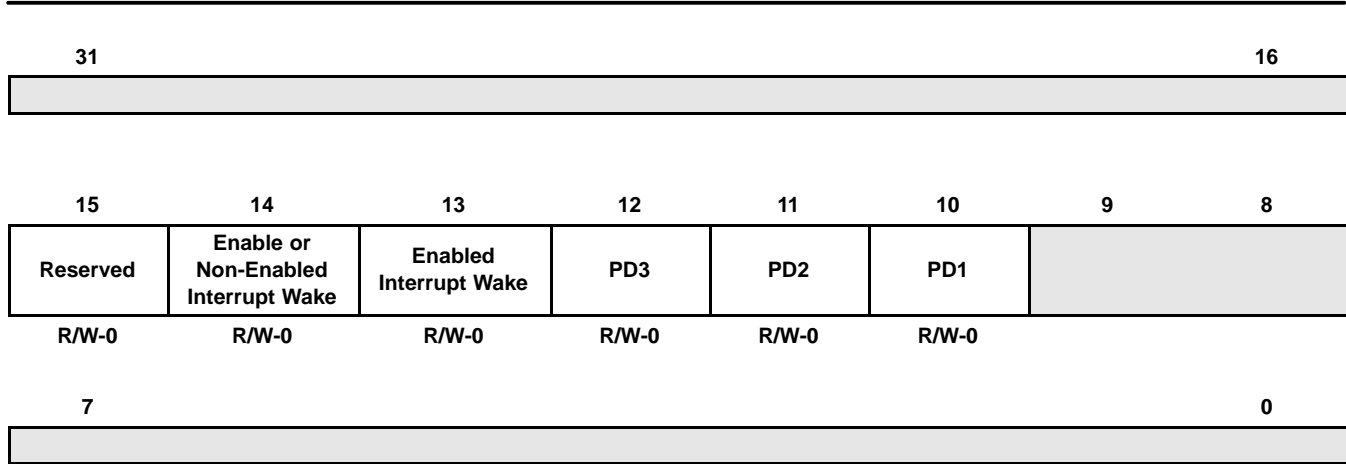 31 16
15 14 13 12 11 10 9 8
Reserved
Enable or
Non-Enabled
Interrupt Wake
Enabled
Interrupt Wake
PD3
PD2
PD1
R/W-0 R/W-0 R/W-0 R/W-0 R/W-0 R/W-0
7 0